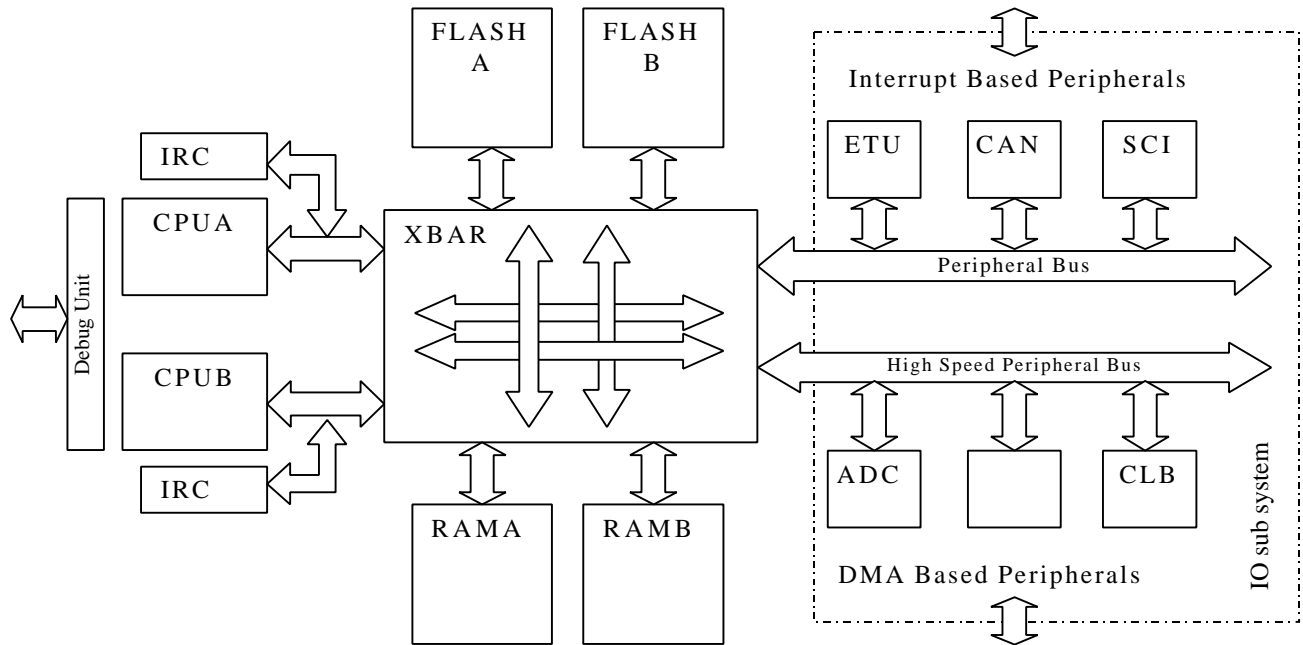 FLASH
A
FLASH
B
Interrupt Based Peripherals
IRC
ETU
CAN
SCI
CPUA
XBAR
Peripheral Bus
Debug Unit
CPUB
High Speed Peripheral Bus
IRC
ADC
CLB
IO sub system
RAMA
RAMB
DMA Based Peripherals